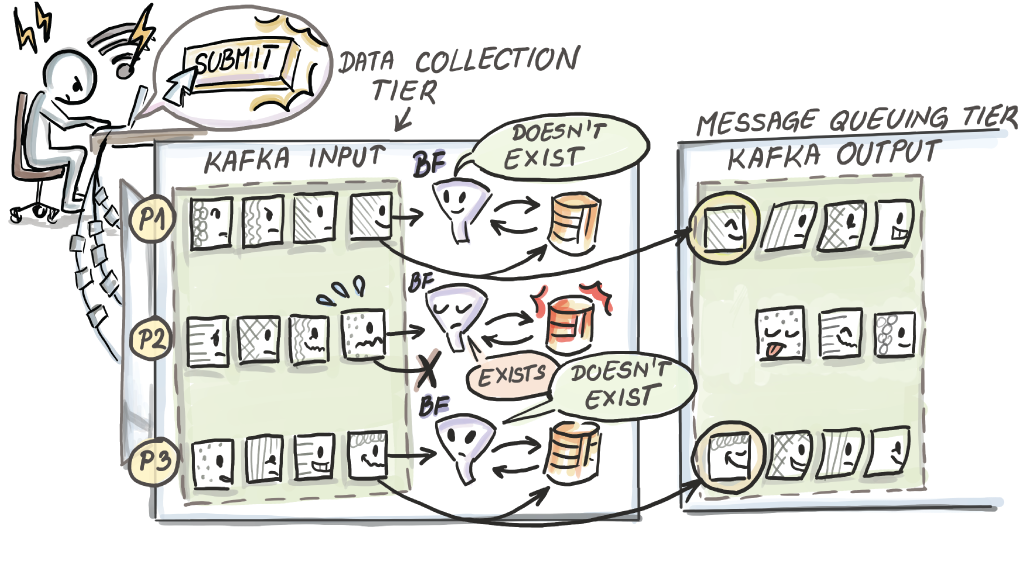 SUBMIT
DATA COLLECTION
TIER
MESSAGE QUEUING TIER
KAFKA INPUT
KAFKA OUTPUT
BF
DOESN'T
EXIST
P1
BF
P2
EXISTS
DOESN'T
EXIST
BF
P3